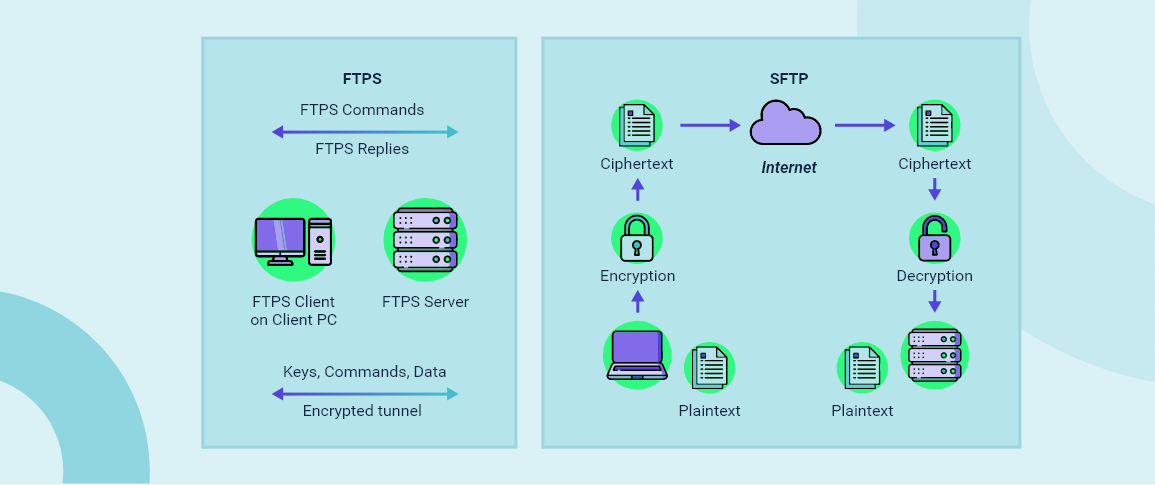 FTPS
FTPS Commands
FTPS Replies
FTPS Client
on Client PC
FTPS Server
Keys, Commands, Data
Encrypted tunnel
SFTP
Ciphertext
Internet
Ciphertext
Encryption
Decryption
Plaintext
Plaintext